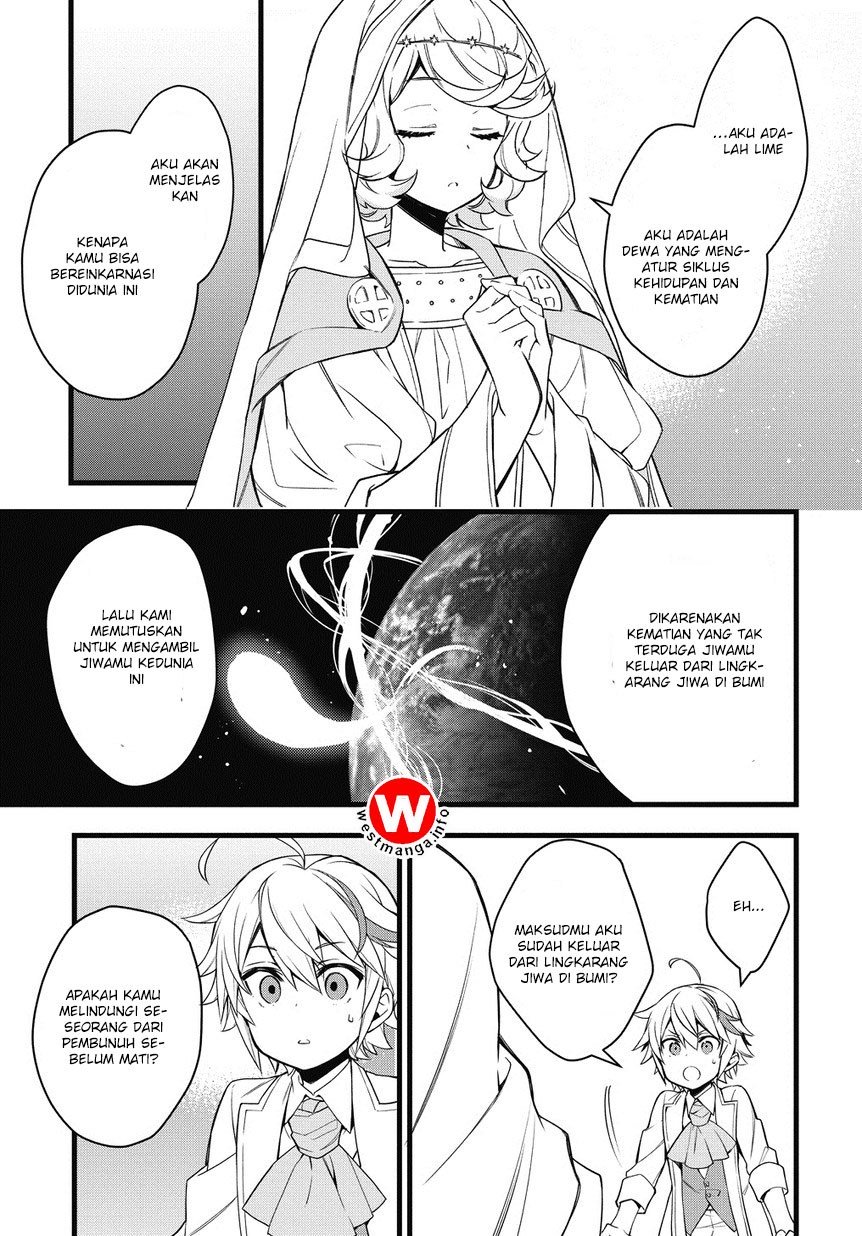 ...AKU ADA-
LAH LIME
AKU ADALAH
DEWA YANG MENG-
ATUR SIKLUS
KEHIDUPAN DAN
KEMATIAN
AKU AKAN
MENJELAS
KAN
KENAPA
KAMU BISA
BEREINKARNASI
DIDUNIA INI
DIKARENAKAN
KEMATIAN YANG TAK
TERDUGA JIWAMU
KELUAR DARI LINGK-
ARANG JIWA DI BUMI
LALU KAMI
MEMUTUSKAN
UNTUK MENGAMBIL
JIWAMU KEDUNIA
INI
W
westmanga.info
EH...
MAKSUDMU AKU
SUDAH KELUAR
DARI LINGKARANG
JIWA DI BUMI?
APAKAH KAMU
MELINDUNGI SE-
SEORANG DARI
PEMBUNUH SE-
BELUM MATI?